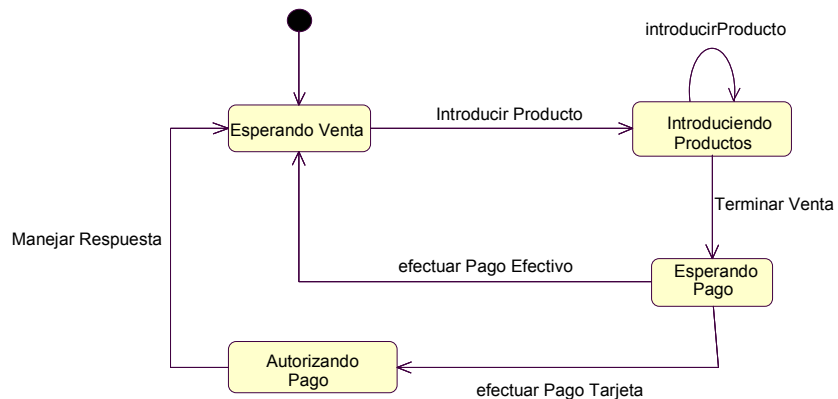 introducirProducto
Esperando Venta
Introducir Producto
Introduciendo
Productos
Terminar Venta
Manejar Respuesta
efectuar Pago Efectivo
Esperando
Pago
Autorizando
Pago
efectuar Pago Tarjeta